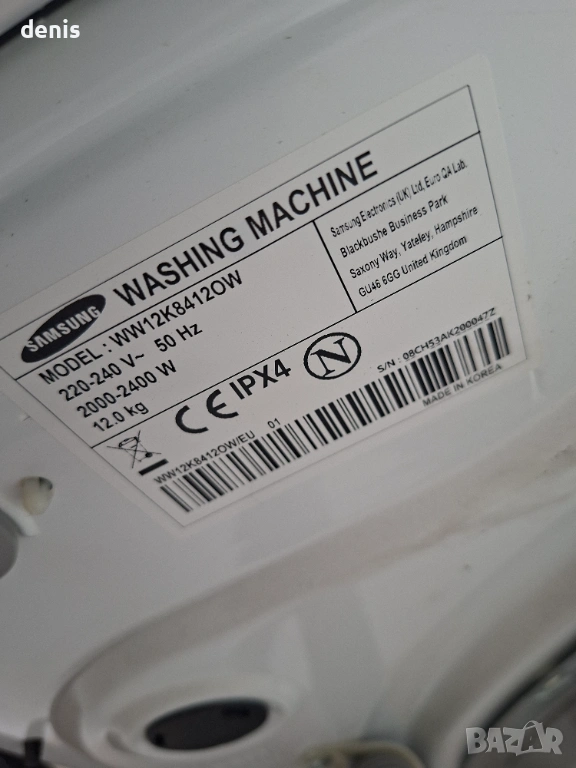 denis
SAMSUNG
WASHING MACHINE
MODEL : WW12K8412OW
220-240 V~ 50 Hz
2000-2400 W
12.0 kg
Samsung Electronics (UK) Ltd, Euro QA Lab.
Blackbushe Business Park
Saxony Way, Yateley, Hampshire
GU46 6GG United Kingdom
CE IPX4 N
S/N : 08CH53AK200047Z
MADE IN KOREA
WW12K8412OW/EU 01
BAZAR